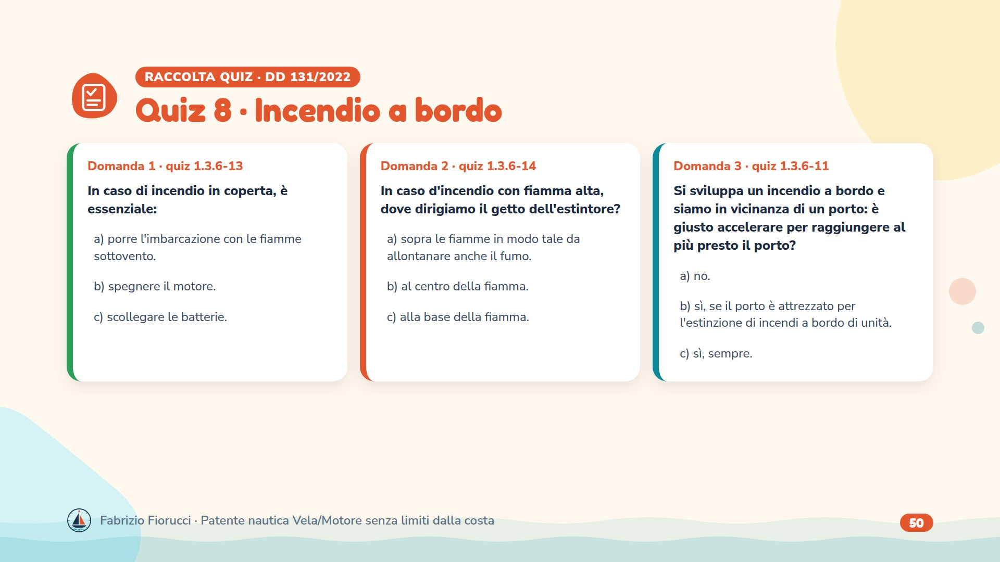 RACCOLTA QUIZ · DD 131/2022
Quiz 8 · Incendio a bordo
Domanda 1 · quiz 1.3.6-13
In caso di incendio in coperta, è
essenziale:
a) porre l'imbarcazione con le fiamme
sottovento.
b) spegnere il motore.
c) scollegare le batterie.
Domanda 2 · quiz 1.3.6-14
In caso d'incendio con fiamma alta,
dove dirigiamo il getto dell'estintore?
a) sopra le fiamme in modo tale da
allontanare anche il fumo.
b) al centro della fiamma.
c) alla base della fiamma.
Domanda 3 · quiz 1.3.6-11
Si sviluppa un incendio a bordo e
siamo in vicinanza di un porto: è
giusto accelerare per raggiungere al
più presto il porto?
a) no.
b) sì, se il porto è attrezzato per
l'estinzione di incendi a bordo di unità.
c) sì, sempre.
Fabrizio Fiorucci · Patente nautica Vela/Motore senza limiti dalla costa
50